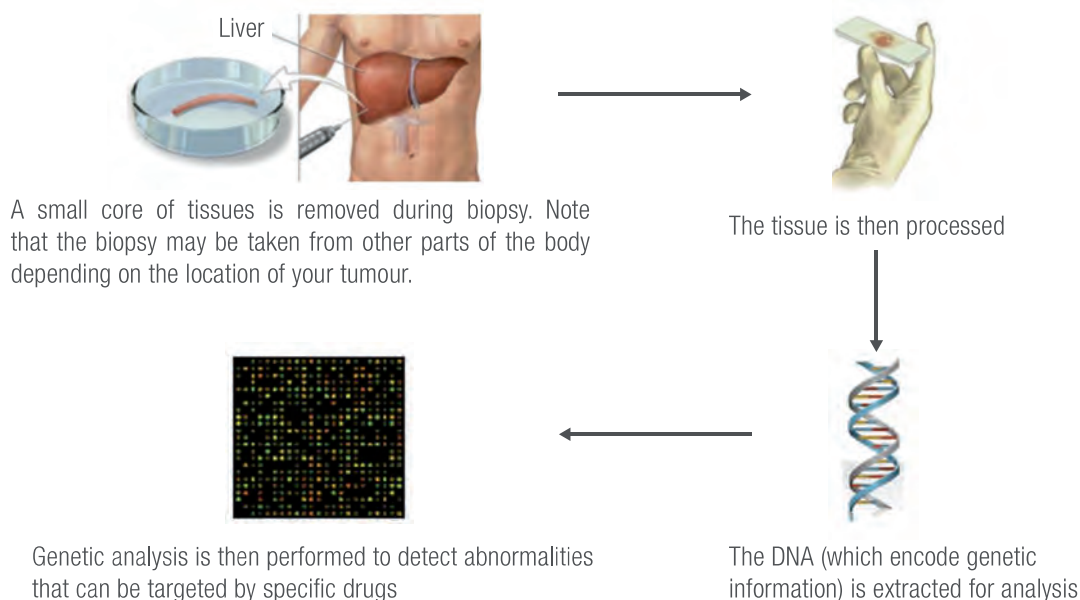 Liver
A small core of tissues is removed during biopsy. Note
that the biopsy may be taken from other parts of the body
depending on the location of your tumour.
The tissue is then processed
The DNA (which encode genetic
information) is extracted for analysis
Genetic analysis is then performed to detect abnormalities
that can be targeted by specific drugs